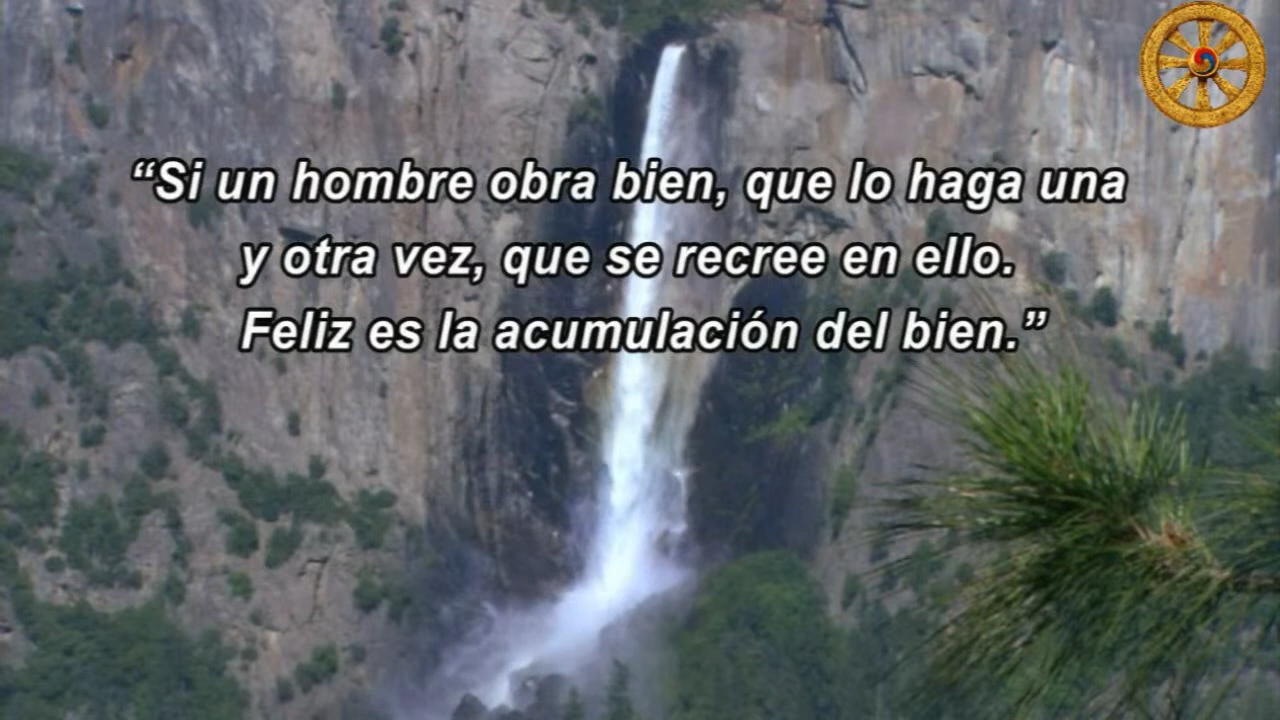 “Si un hombre obra bien, que lo haga una
y otra vez, que se recree en ello.
Feliz es la acumulación del bien.”